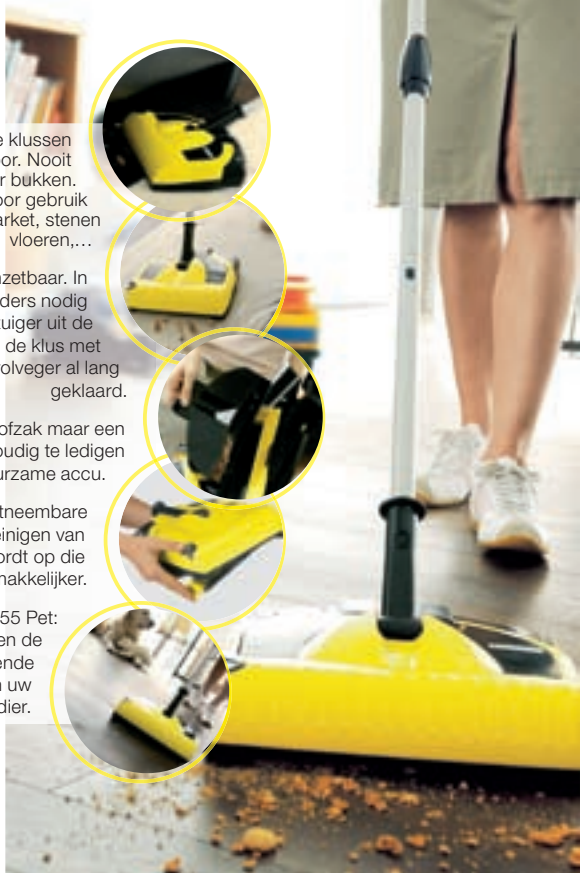 e klussen
or. Nooit
r bukken.
oor gebruik
arket, stenen
vloeren,…
nzetbaar. In
ders nodig
tuiger uit de
de klus met
olveger al lang
geklaard.
ofzak maar een
oudig te ledigen
urzame accu.
tneembare
einigen van
ordt op die
makkelijker.
55 Pet:
en de
ende
n uw
dier.